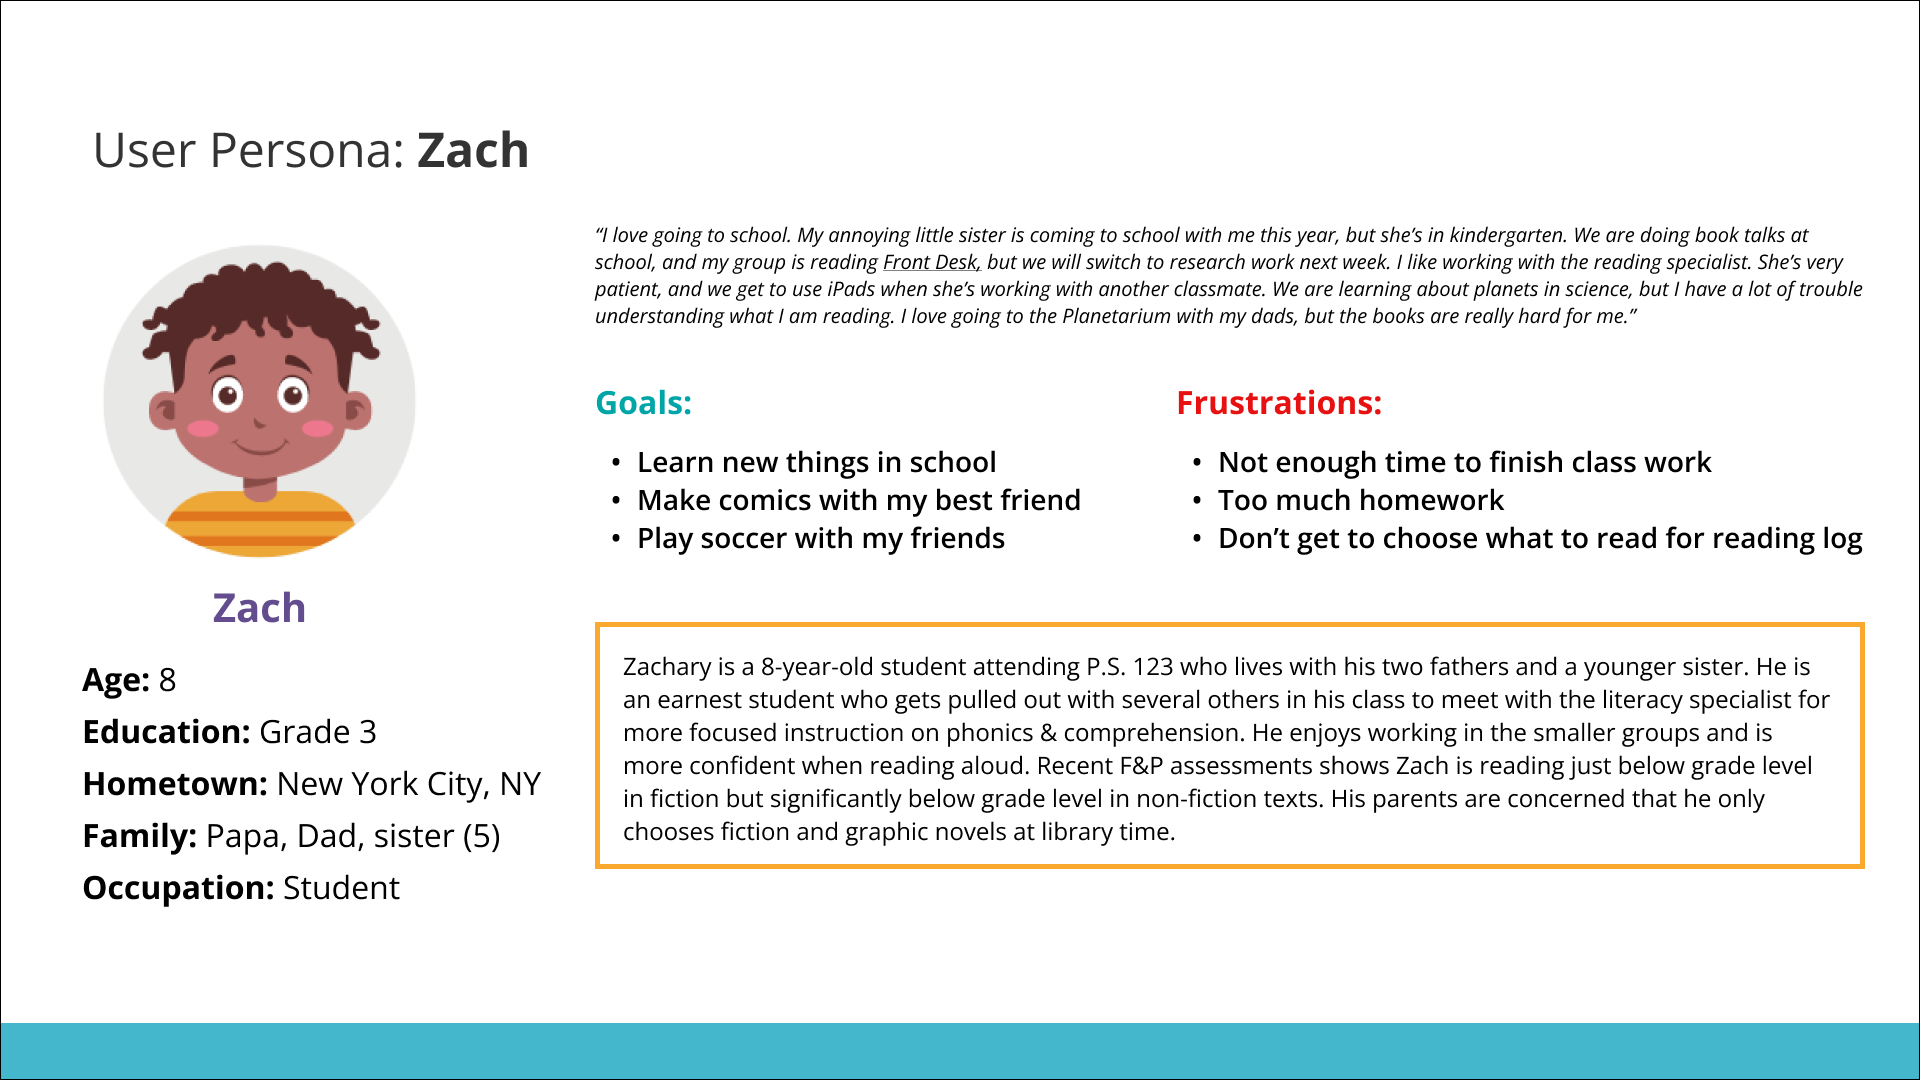 User Persona: Zach
“I love going to school. My annoying little sister is coming to school with me this year, but she’s in kindergarten. We are doing book talks at
school, and my group is reading Front Desk, but we will switch to research work next week. I like working with the reading specialist. She’s very
patient, and we get to use iPads when she’s working with another classmate. We are learning about planets in science, but I have a lot of trouble
understanding what I am reading. I love going to the Planetarium with my dads, but the books are really hard for me.”
Goals:
• Learn new things in school
• Make comics with my best friend
• Play soccer with my friends
Frustrations:
• Not enough time to finish class work
• Too much homework
• Don’t get to choose what to read for reading log
Zach
Age: 8
Education: Grade 3
Hometown: New York City, NY
Family: Papa, Dad, sister (5)
Occupation: Student
Zachary is a 8-year-old student attending P.S. 123 who lives with his two fathers and a younger sister. He is
an earnest student who gets pulled out with several others in his class to meet with the literacy specialist for
more focused instruction on phonics & comprehension. He enjoys working in the smaller groups and is
more confident when reading aloud. Recent F&P assessments shows Zach is reading just below grade level
in fiction but significantly below grade level in non-fiction texts. His parents are concerned that he only
chooses fiction and graphic novels at library time.